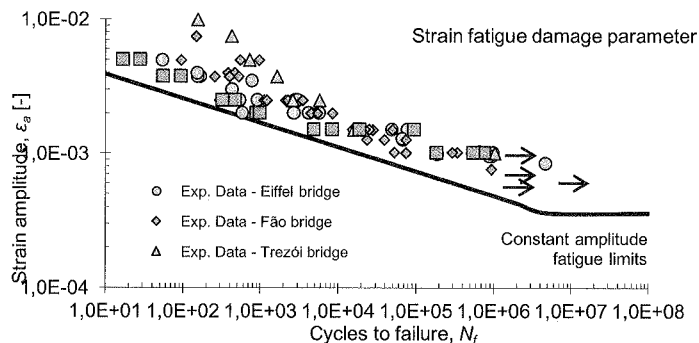 1,0E-02
Strain fatigue damage parameter
1,0E-03
Strain amplitude, εa [-]
Exp. Data - Eiffel bridge
Exp. Data - Fão bridge
Exp. Data - Trezói bridge
Constant amplitude
fatigue limits
1,0E-04
1,0E+01 1,0E+02 1,0E+03 1,0E+04 1,0E+05 1,0E+06 1,0E+07 1,0E+08
Cycles to failure, Nf